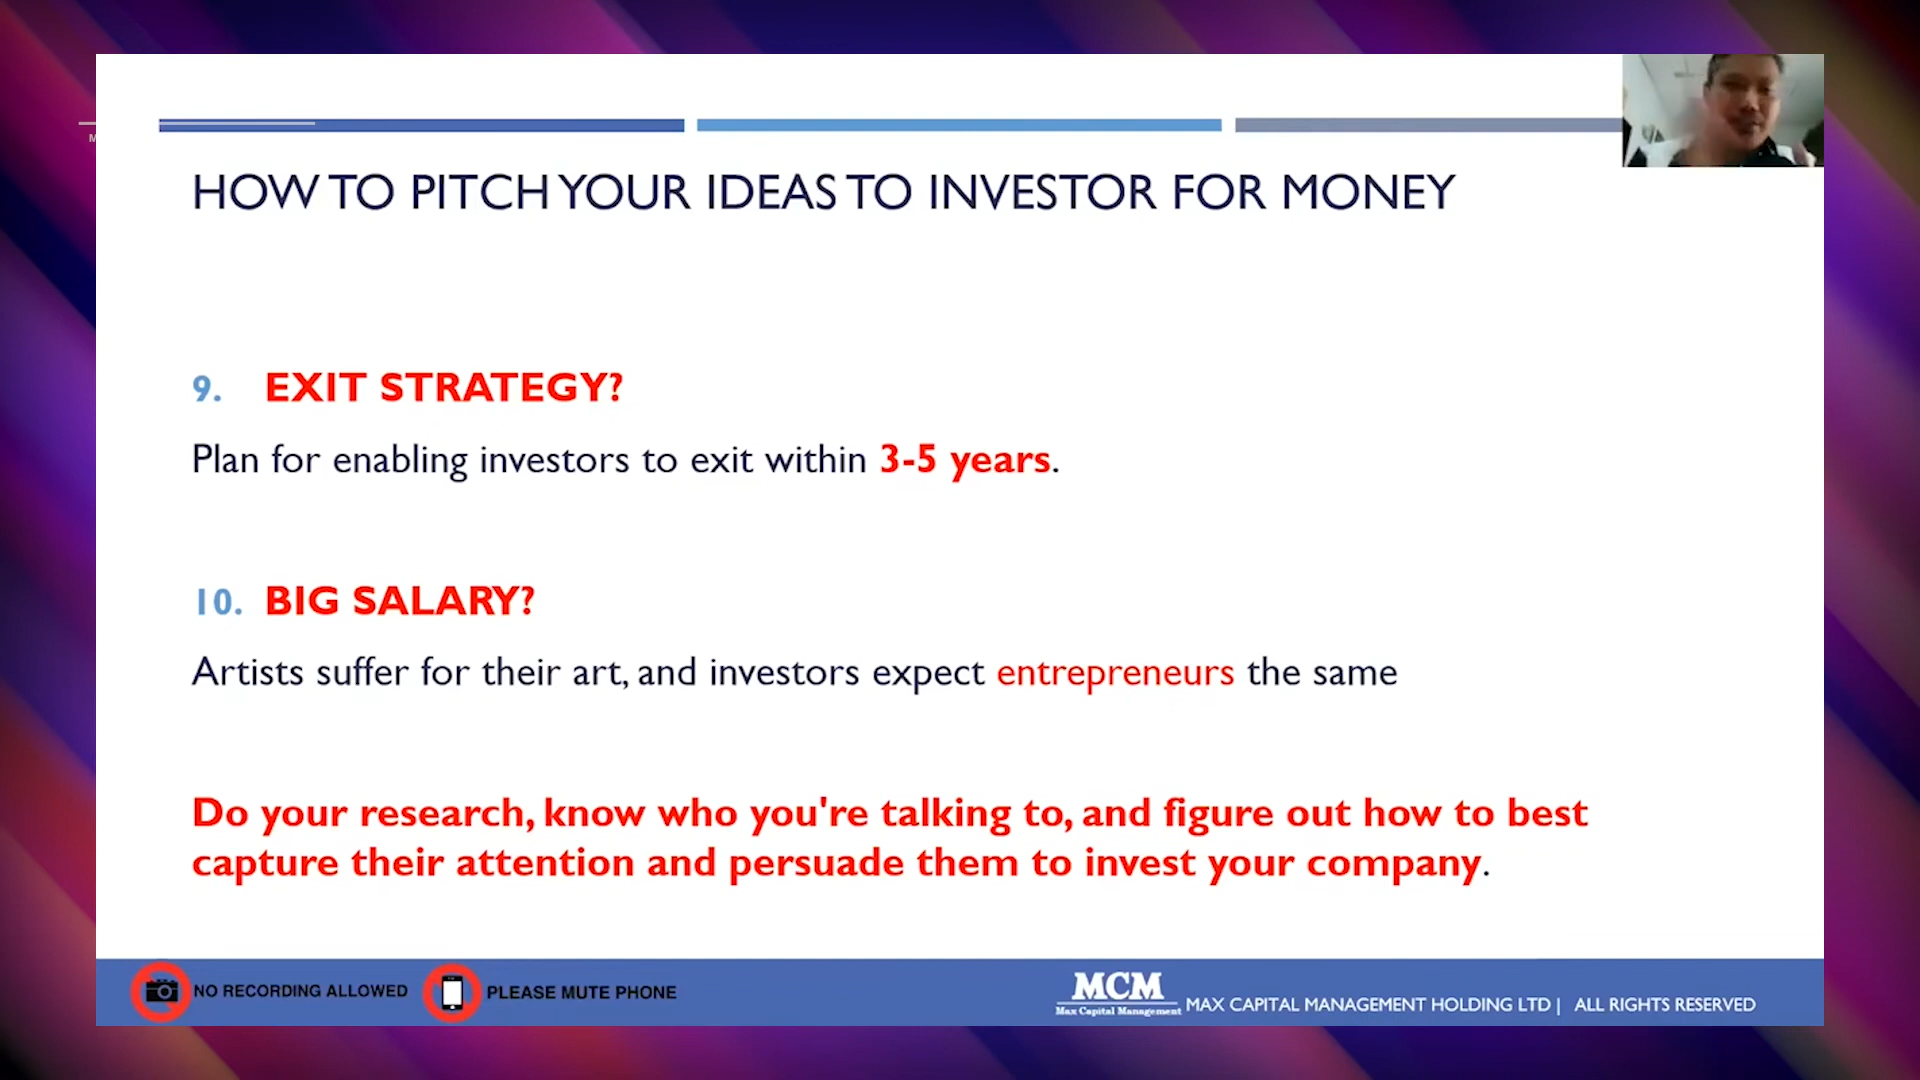 M
HOW TO PITCH YOUR IDEAS TO INVESTOR FOR MONEY
9. EXIT STRATEGY?
Plan for enabling investors to exit within 3-5 years.
10. BIG SALARY?
Artists suffer for their art, and investors expect entrepreneurs the same
Do your research, know who you're talking to, and figure out how to best
capture their attention and persuade them to invest your company.
NO RECORDING ALLOWED
PLEASE MUTE PHONE
MCM
Max Capital Management
MAX CAPITAL MANAGEMENT HOLDING LTD | ALL RIGHTS RESERVED